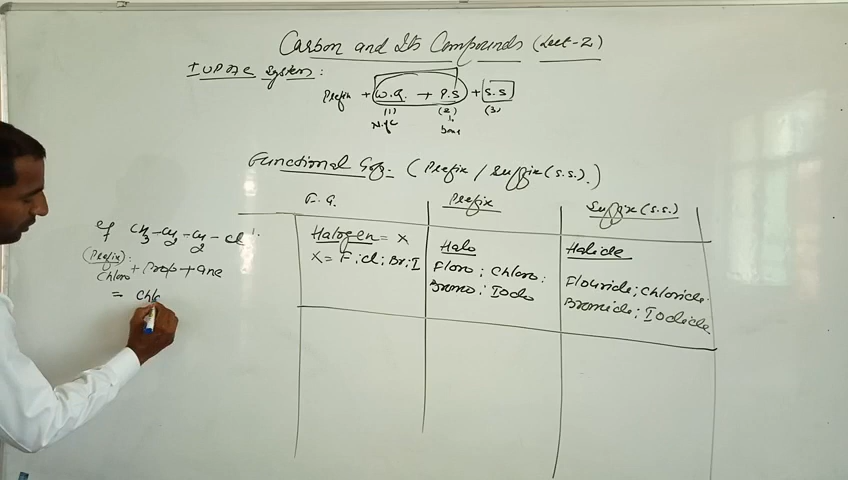 Carbon and Its Compounds (Lect-2)
IUPAC System:
Prefix + W.R. + P.S + S.S
(1) (2) (3)
Functional Grp. (Prefix / Suffix (S.S).)
F.G. Prefix Suffix (S.S.)
Halogen = X
X = F; Cl; Br; I
Halo
Floro; Chloro;
Bromo; Iodo
Halide
Flouride; Chloride;
Bromide; Iodide
eg CH3-CH2-CH2-Cl
(Prefix)
Chloro + Prop + ane
= Chlo